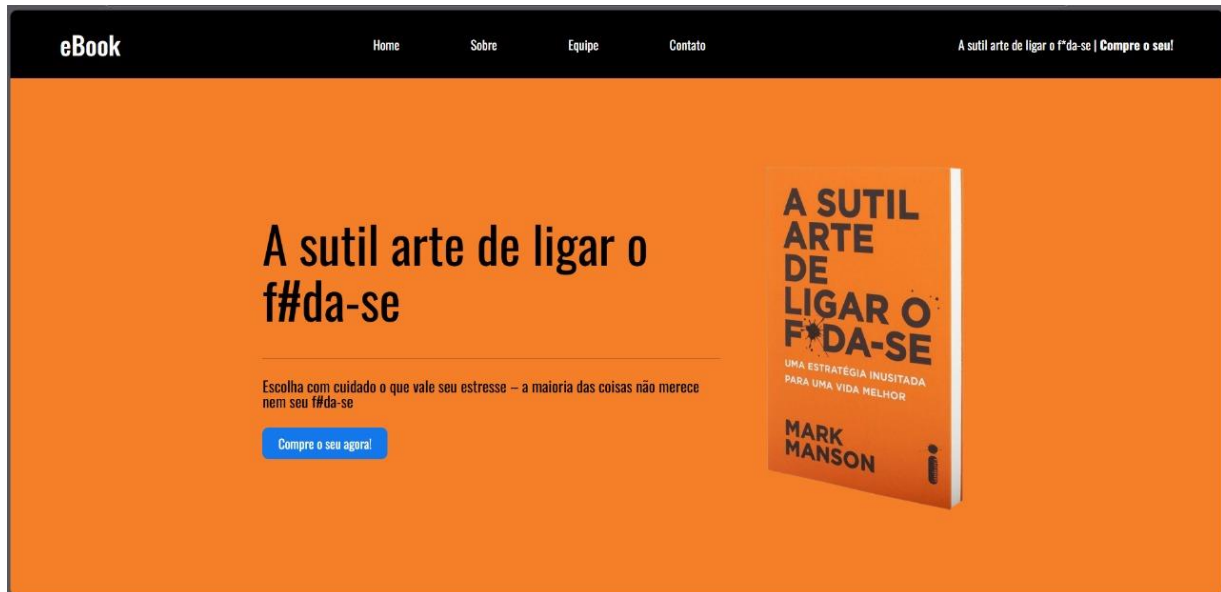 eBook
Home
Sobre
Equipe
Contato
A sutil arte de ligar o f*da-se | Compre o seu!
A sutil arte de ligar o
f#da-se
Escolha com cuidado o que vale seu estresse – a maioria das coisas não merece
nem seu f#da-se
Compre o seu agora!
A SUTIL
ARTE
DE
LIGAR O
F*DA-SE
UMA ESTRATÉGIA INUSITADA
PARA UMA VIDA MELHOR
MARK
MANSON